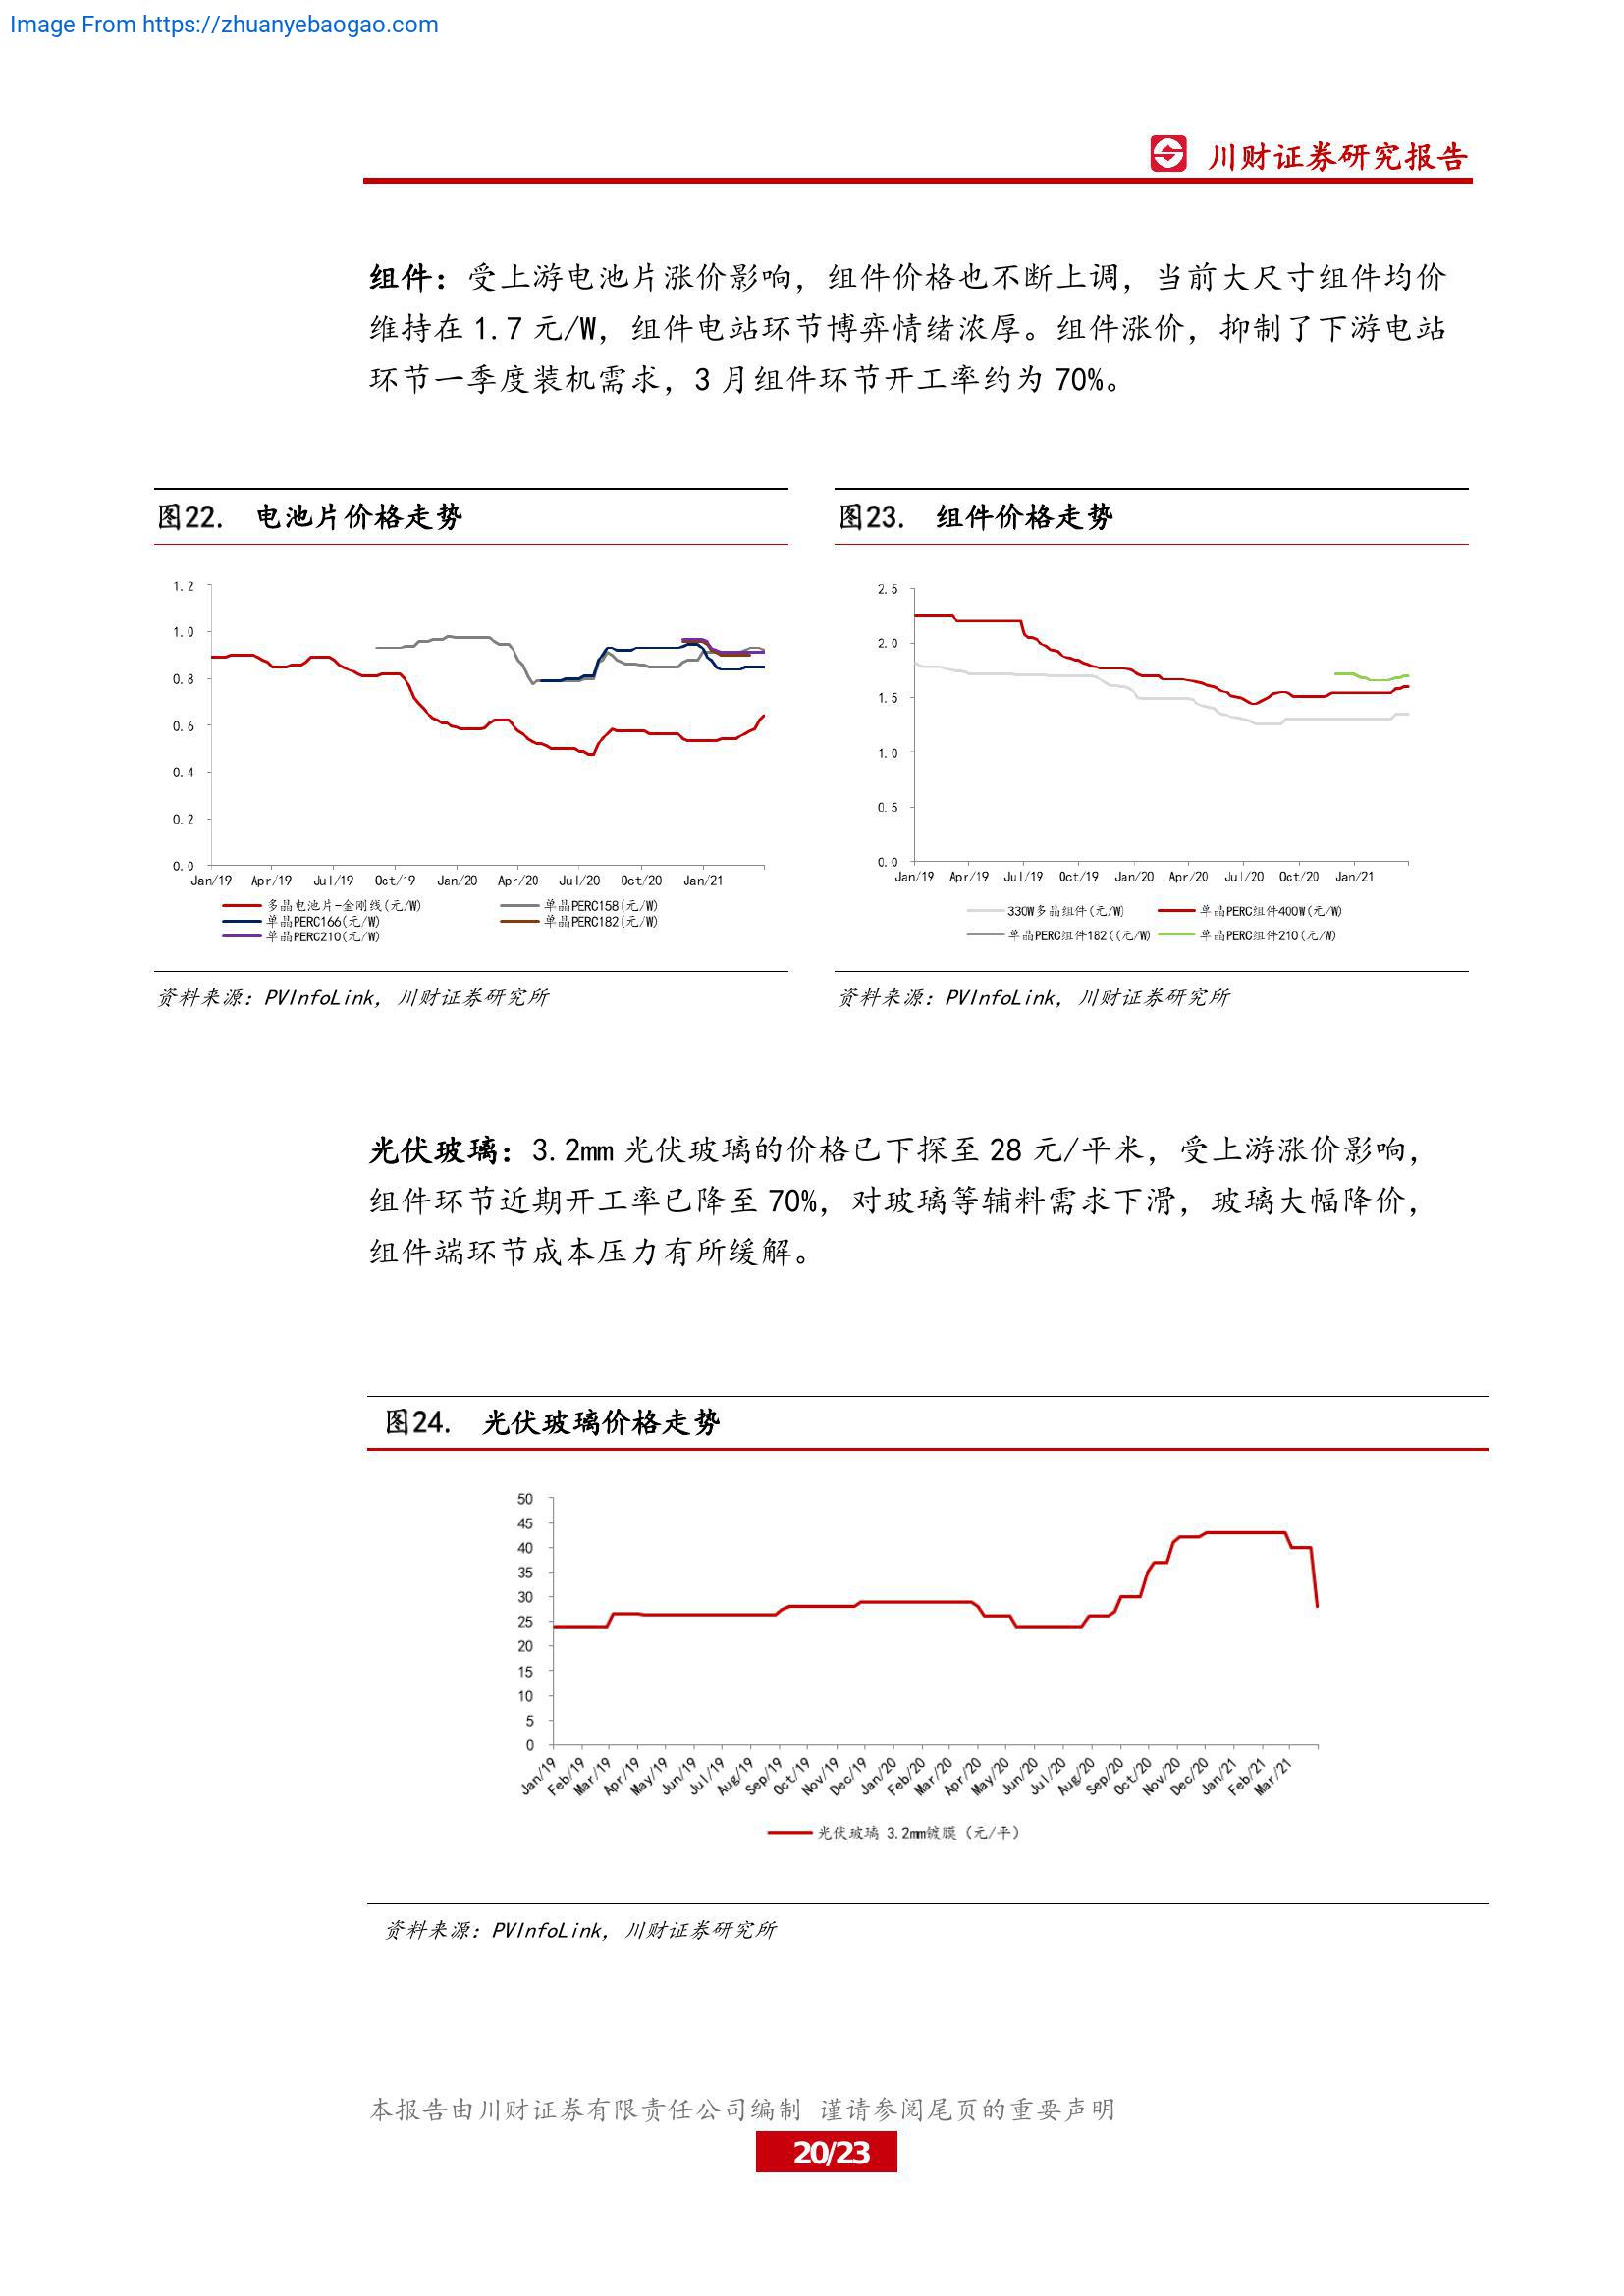 Image From https://zhuanyebaogao.com
川财证券研究报告
组件：受上游电池片涨价影响，组件价格也不断上调，当前大尺寸组件均价
维持在 1.7 元/W，组件电站环节博弈情绪浓厚。组件涨价，抑制了下游电站
环节一季度装机需求，3 月组件环节开工率约为 70%。
图22. 电池片价格走势
1.2
1.0
0.8
0.6
0.4
0.2
0.0
Jan/19 Apr/19 Jul/19 Oct/19 Jan/20 Apr/20 Jul/20 Oct/20 Jan/21
多晶电池片-金刚线(元/W) 单晶PERC158(元/W)
单晶PERC166(元/W) 单晶PERC182(元/W)
单晶PERC210(元/W)
资料来源：PVInfoLink，川财证券研究所
图23. 组件价格走势
2.5
2.0
1.5
1.0
0.5
0.0
Jan/19 Apr/19 Jul/19 Oct/19 Jan/20 Apr/20 Jul/20 Oct/20 Jan/21
330W多晶组件(元/W) 单晶PERC组件400W(元/W)
单晶PERC组件182((元/W) 单晶PERC组件210(元/W)
资料来源：PVInfoLink，川财证券研究所
光伏玻璃：3.2mm 光伏玻璃的价格已下探至 28 元/平米，受上游涨价影响，
组件环节近期开工率已降至 70%，对玻璃等辅料需求下滑，玻璃大幅降价，
组件端环节成本压力有所缓解。
图24. 光伏玻璃价格走势
50
45
40
35
30
25
20
15
10
5
0
Jan/19 Feb/19 Mar/19 Apr/19 May/19 Jun/19 Jul/19 Aug/19 Sep/19 Oct/19 Nov/19 Dec/19 Jan/20 Feb/20 Mar/20 Apr/20 May/20 Jun/20 Jul/20 Aug/20 Sep/20 Oct/20 Nov/20 Dec/20 Jan/21 Feb/21 Mar/21
光伏玻璃 3.2mm镀膜（元/平）
资料来源：PVInfoLink，川财证券研究所
本报告由川财证券有限责任公司编制 谨请参阅尾页的重要声明
20/23